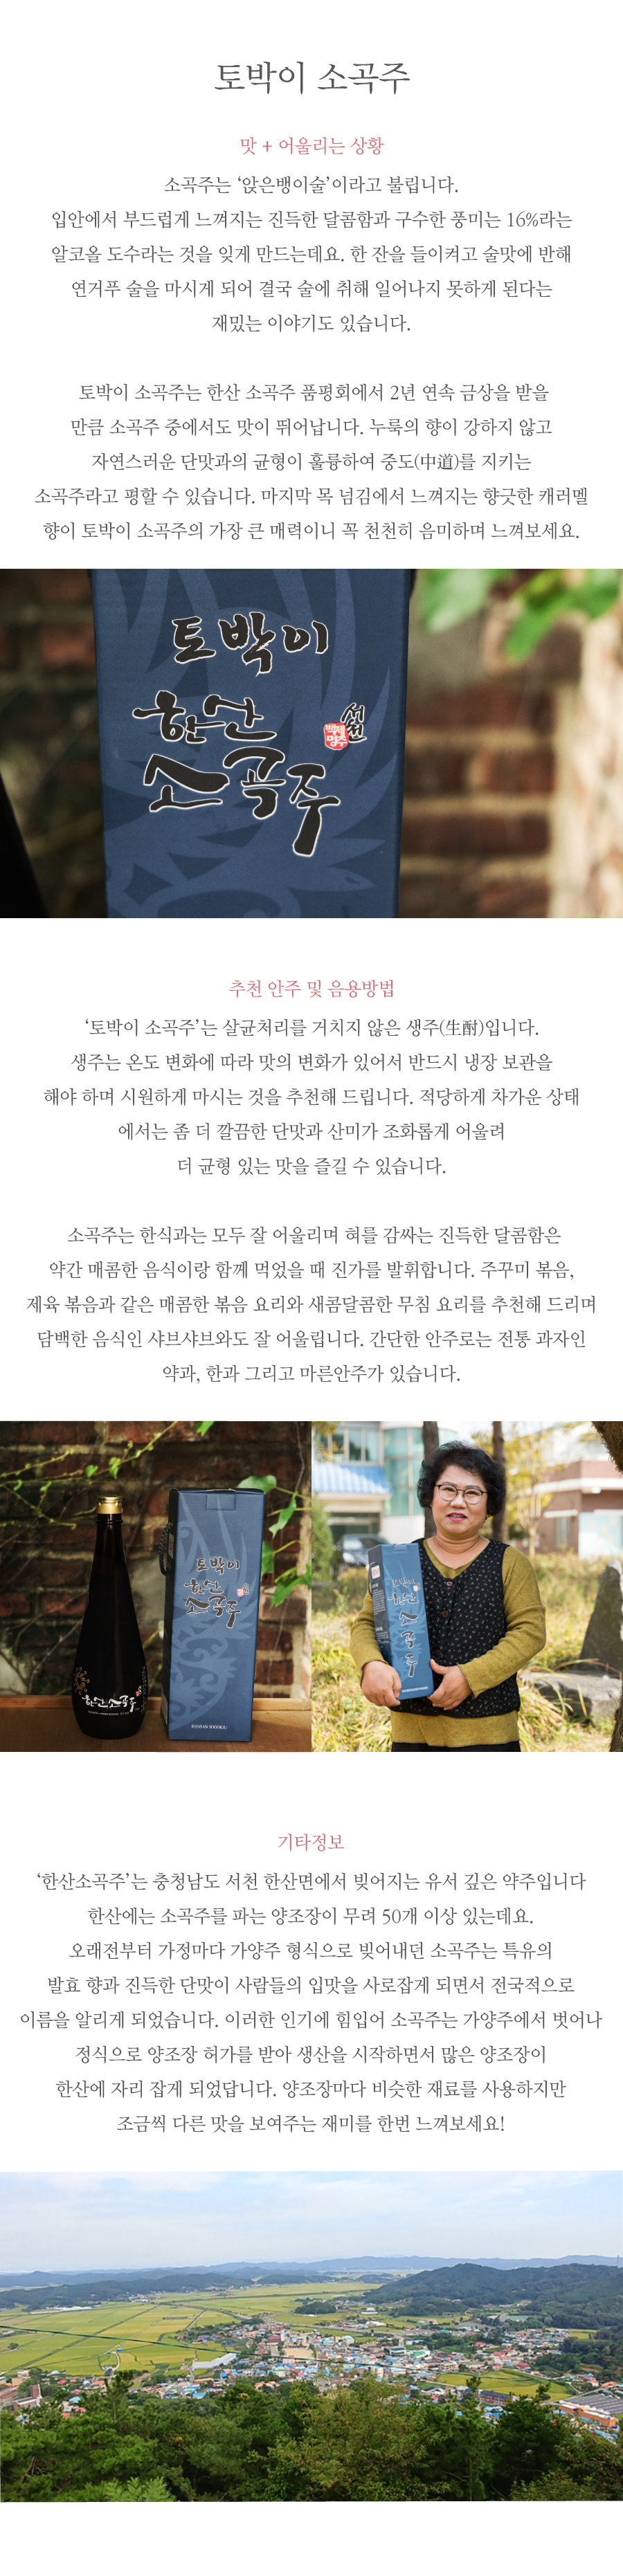 토박이 소곡주
맛 + 어울리는 상황
소곡주는 ‘앉은뱅이술’이라고 불립니다.
입안에서 부드럽게 느껴지는 진득한 달콤함과 구수한 풍미는 16%라는
알코올 도수라는 것을 잊게 만드는데요. 한 잔을 들이켜고 술맛에 반해
연거푸 술을 마시게 되어 결국 술에 취해 일어나지 못하게 된다는
재밌는 이야기도 있습니다.
토박이 소곡주는 한산 소곡주 품평회에서 2년 연속 금상을 받을
만큼 소곡주 중에서도 맛이 뛰어납니다. 누룩의 향이 강하지 않고
자연스러운 단맛과의 균형이 훌륭하여 중도(中道)를 지키는
소곡주라고 평할 수 있습니다. 마지막 목 넘김에서 느껴지는 향긋한 캐러멜
향이 토박이 소곡주의 가장 큰 매력이니 꼭 천천히 음미하며 느껴보세요.
토박이
한산
서천
백제
명주
소곡주
추천 안주 및 음용방법
‘토박이 소곡주’는 살균처리를 거치지 않은 생주(生酎)입니다.
생주는 온도 변화에 따라 맛의 변화가 있어서 반드시 냉장 보관을
해야 하며 시원하게 마시는 것을 추천해 드립니다. 적당하게 차가운 상태
에서는 좀 더 깔끔한 단맛과 산미가 조화롭게 어울려
더 균형 있는 맛을 즐길 수 있습니다.
소곡주는 한식과는 모두 잘 어울리며 혀를 감싸는 진득한 달콤함은
약간 매콤한 음식이랑 함께 먹었을 때 진가를 발휘합니다. 주꾸미 볶음,
제육 볶음과 같은 매콤한 볶음 요리와 새콤달콤한 무침 요리를 추천해 드리며
담백한 음식인 샤브샤브와도 잘 어울립니다. 간단한 안주로는 전통 과자인
약과, 한과 그리고 마른안주가 있습니다.
한산소곡주
토박이
한산
소곡주
HANSAN SOGOKJU
토박이
한산
소곡주
기타정보
‘한산소곡주’는 충청남도 서천 한산면에서 빚어지는 유서 깊은 약주입니다
한산에는 소곡주를 파는 양조장이 무려 50개 이상 있는데요.
오래전부터 가정마다 가양주 형식으로 빚어내던 소곡주는 특유의
발효 향과 진득한 단맛이 사람들의 입맛을 사로잡게 되면서 전국적으로
이름을 알리게 되었습니다. 이러한 인기에 힘입어 소곡주는 가양주에서 벗어나
정식으로 양조장 허가를 받아 생산을 시작하면서 많은 양조장이
한산에 자리 잡게 되었답니다. 양조장마다 비슷한 재료를 사용하지만
조금씩 다른 맛을 보여주는 재미를 한번 느껴보세요!